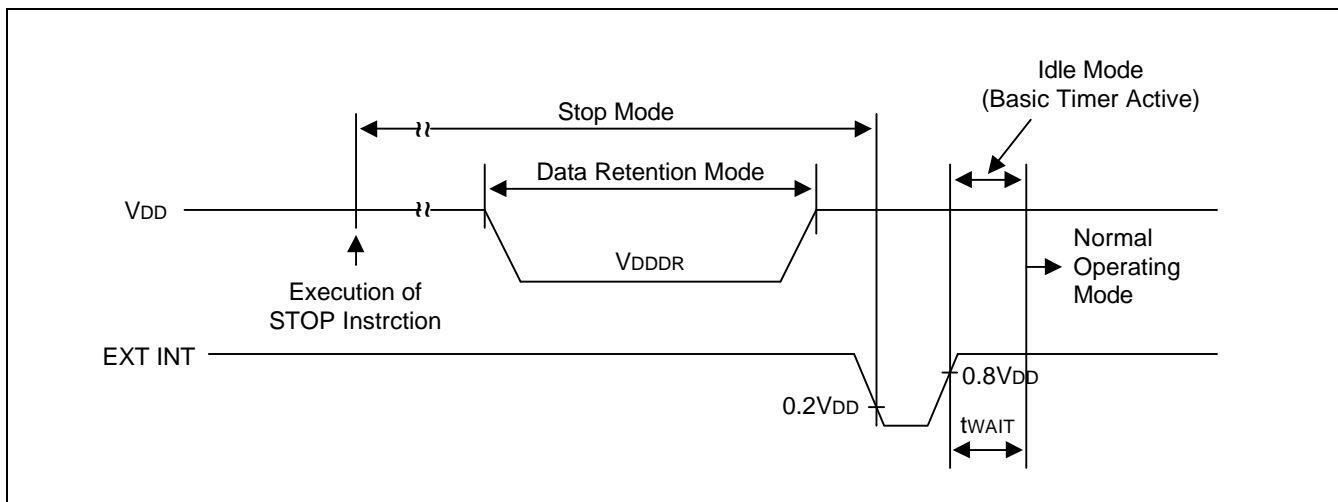 Idle Mode
(Basic Timer Active)
Stop Mode
Data Retention Mode
VDD
VDDDR
Normal
Operating
Mode
Execution of
STOP Instrction
EXT INT
0.8VDD
0.2VDD
tWAIT